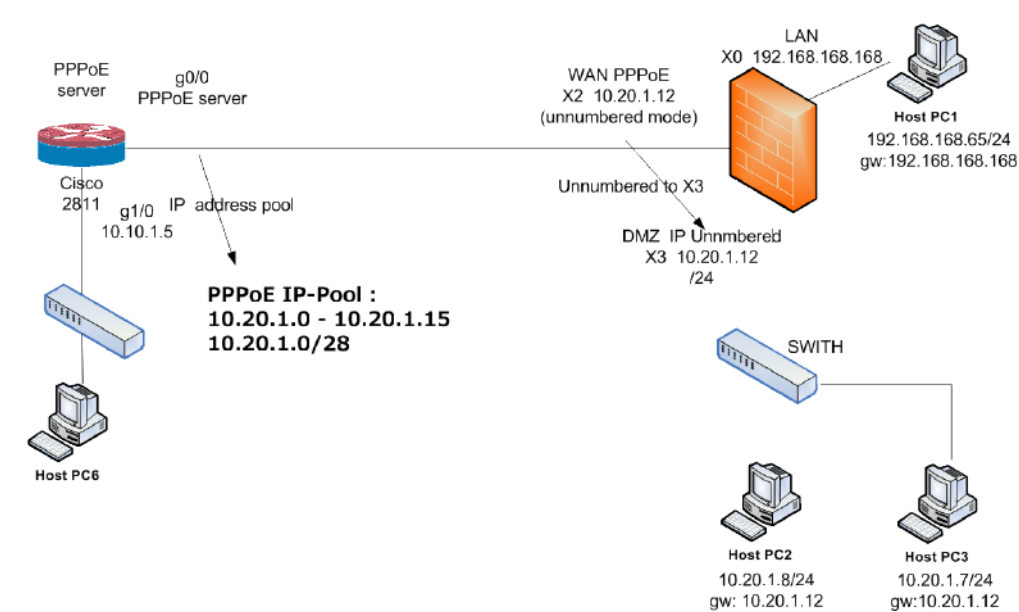 PPPoE
server
g0/0
PPPoE server
Cisco
2811
g1/0
10.10.1.5
IP address pool
PPPoE IP-Pool :
10.20.1.0 - 10.20.1.15
10.20.1.0/28
Host PC6
WAN PPPoE
X2 10.20.1.12
(unnumbered mode)
Unnumbered to X3
DMZ IP Unnmbered
X3 10.20.1.12
/24
LAN
X0 192.168.168.168
Host PC1
192.168.168.65/24
gw:192.168.168.168
SWITH
Host PC2
10.20.1.8/24
gw: 10.20.1.12
Host PC3
10.20.1.7/24
gw:10.20.1.12